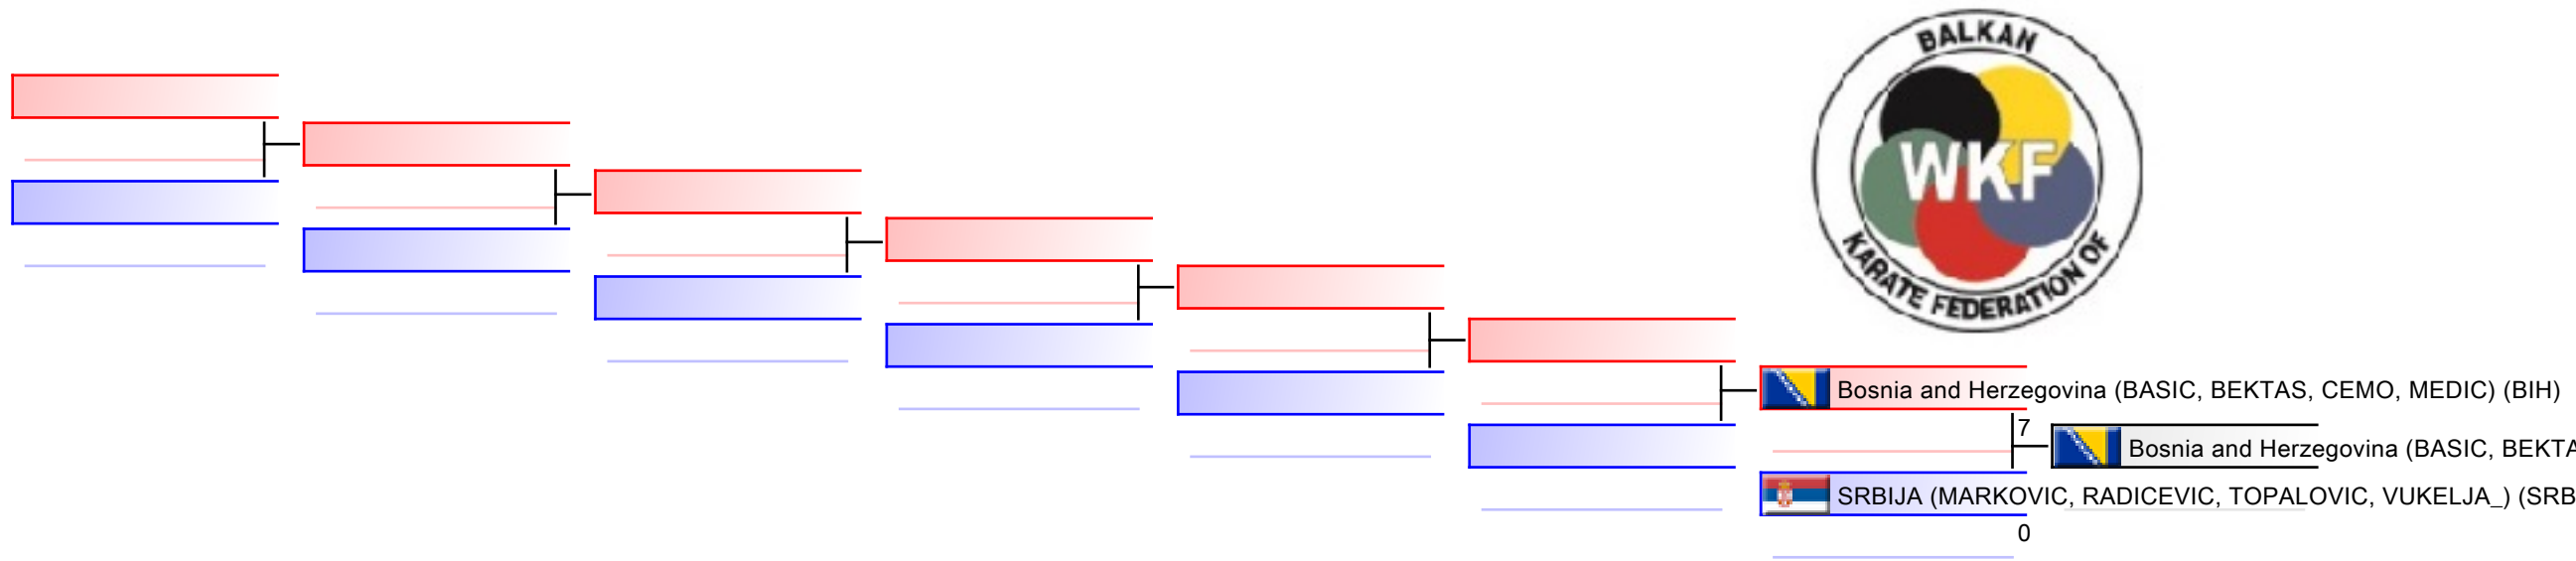 BALKAN
WKF
KARATE FEDERATION OF
Bosnia and Herzegovina (BASIC, BEKTAS, CEMO, MEDIC) (BIH)
7
Bosnia and Herzegovina (BASIC, BEKTA
SRBIJA (MARKOVIC, RADICEVIC, TOPALOVIC, VUKELJA_) (SRB
0